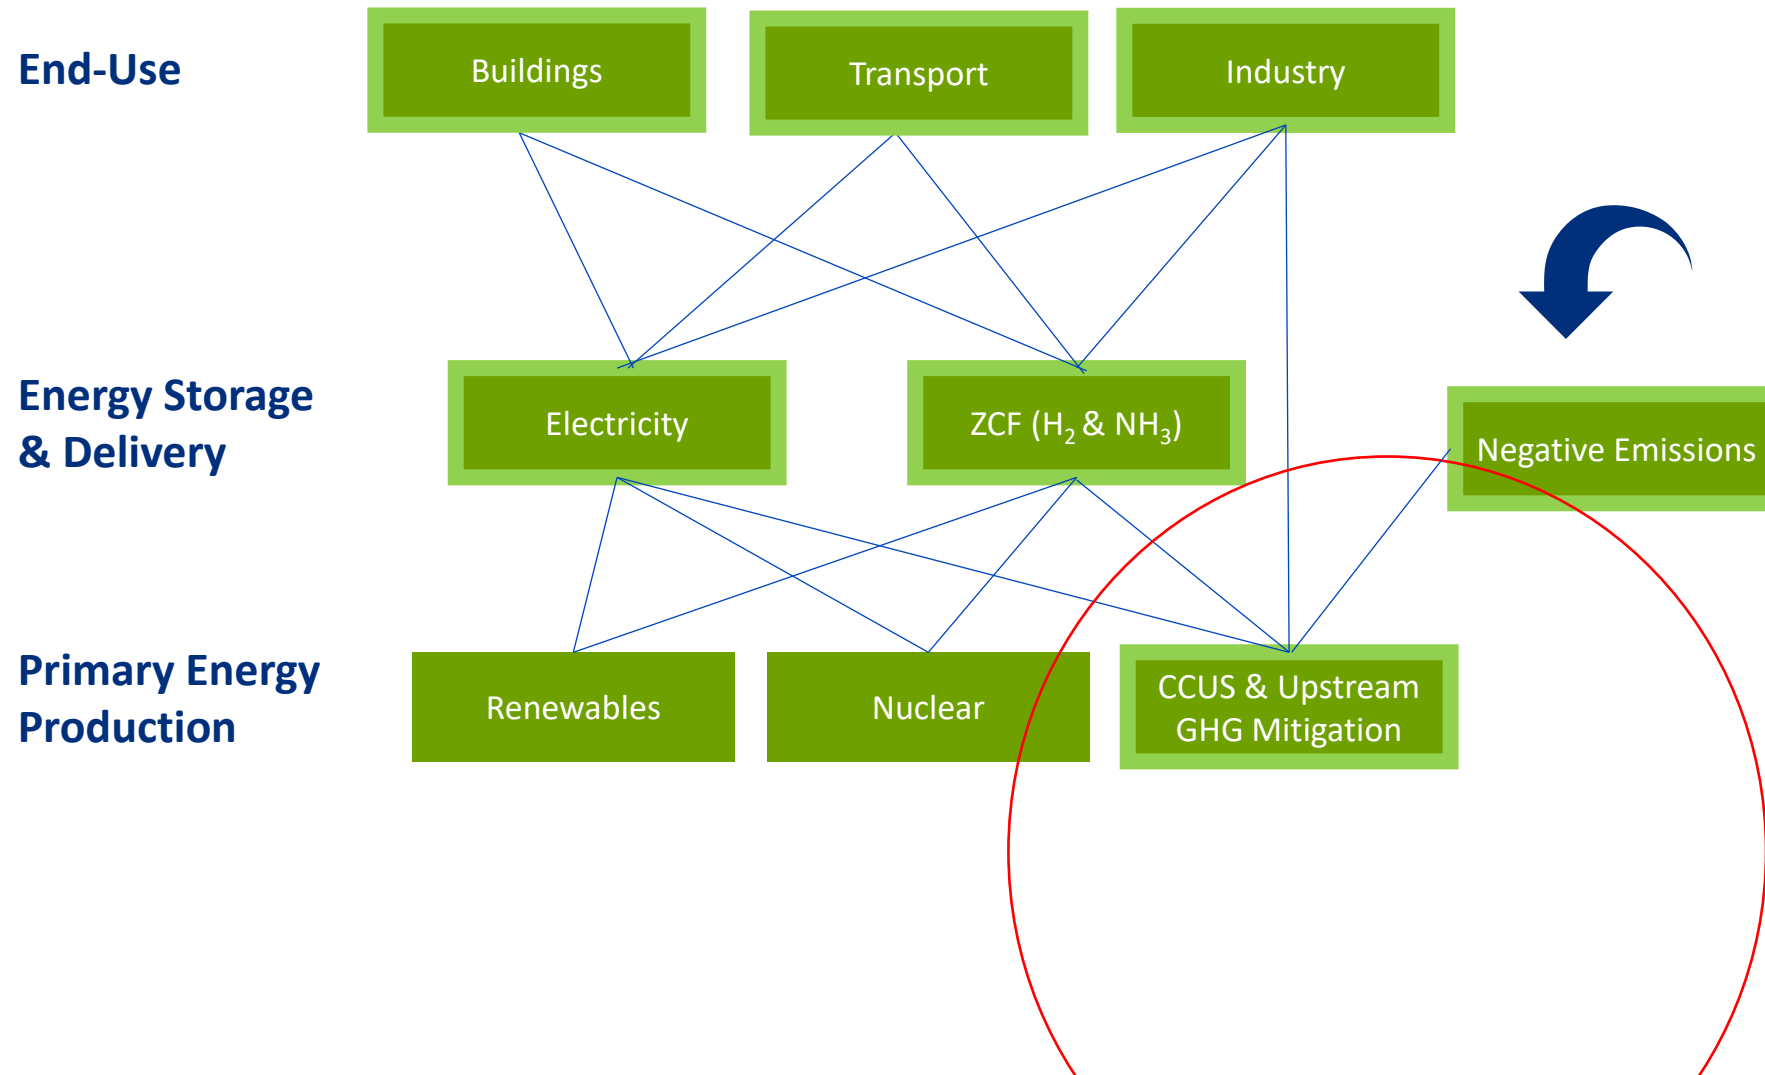 End-Use
Buildings
Transport
Industry
Energy Storage
& Delivery
Electricity
ZCF (H₂ & NH₃)
Negative Emissions
Primary Energy
Production
Renewables
Nuclear
CCUS & Upstream
GHG Mitigation